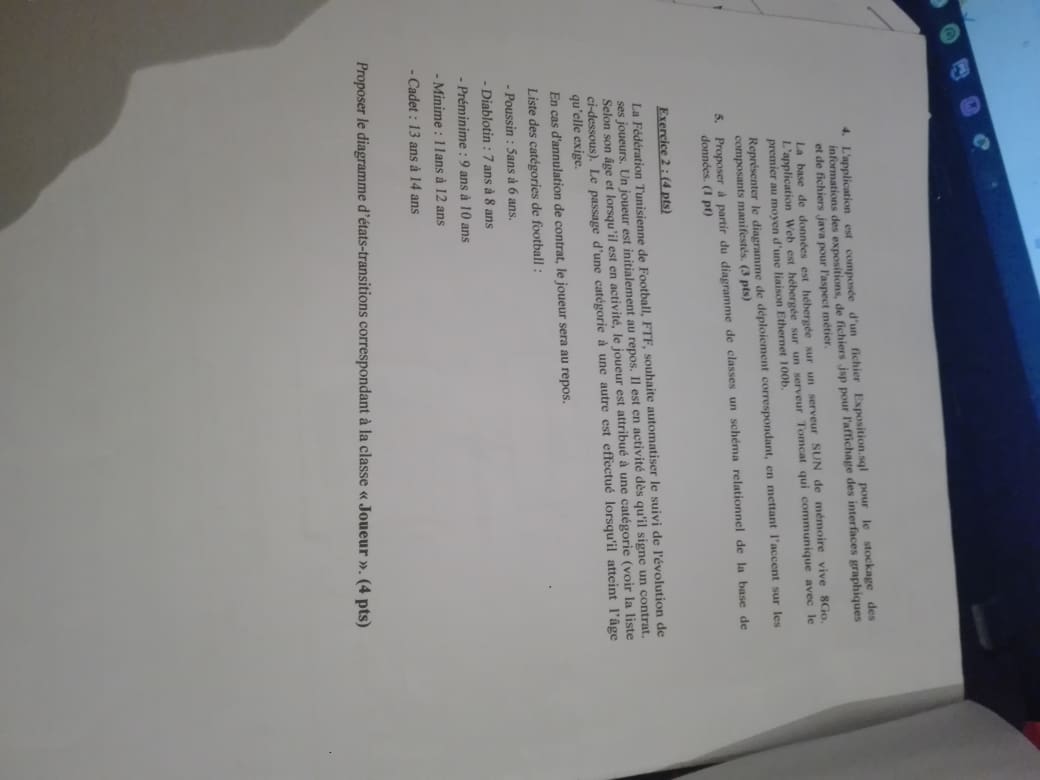 4. L'application est composée d'un fichier Exposition.sql pour le stockage des
informations des expositions, de fichiers .jsp pour l'affichage des interfaces graphiques
et de fichiers .java pour l'aspect métier.
La base de données est hébergée sur un serveur SUN de mémoire vive 8Go.
L'application Web est hébergée sur un serveur Tomcat qui communique avec le
premier au moyen d'une liaison Ethernet 100b.
Représenter le diagramme de déploiement correspondant, en mettant l'accent sur les
composants manifestés. (3 pts)
5. Proposer à partir du diagramme de classes un schéma relationnel de la base de
données. (1 pt)
Exercice 2 : (4 pts)
La Fédération Tunisienne de Football, FTF, souhaite automatiser le suivi de l'évolution de
ses joueurs. Un joueur est initialement au repos. Il est en activité dès qu'il signe un contrat.
Selon son âge et lorsqu'il est en activité, le joueur est attribué à une catégorie (voir la liste
ci-dessous). Le passage d'une catégorie à une autre est effectué lorsqu'il atteint l'âge
qu'elle exige.
En cas d'annulation de contrat, le joueur sera au repos.
Liste des catégories de football :
- Poussin : 5ans à 6 ans.
- Diablotin : 7 ans à 8 ans
- Préminime : 9 ans à 10 ans
- Minime : 11ans à 12 ans
- Cadet : 13 ans à 14 ans
Proposer le diagramme d'états-transitions correspondant à la classe « Joueur ». (4 pts)